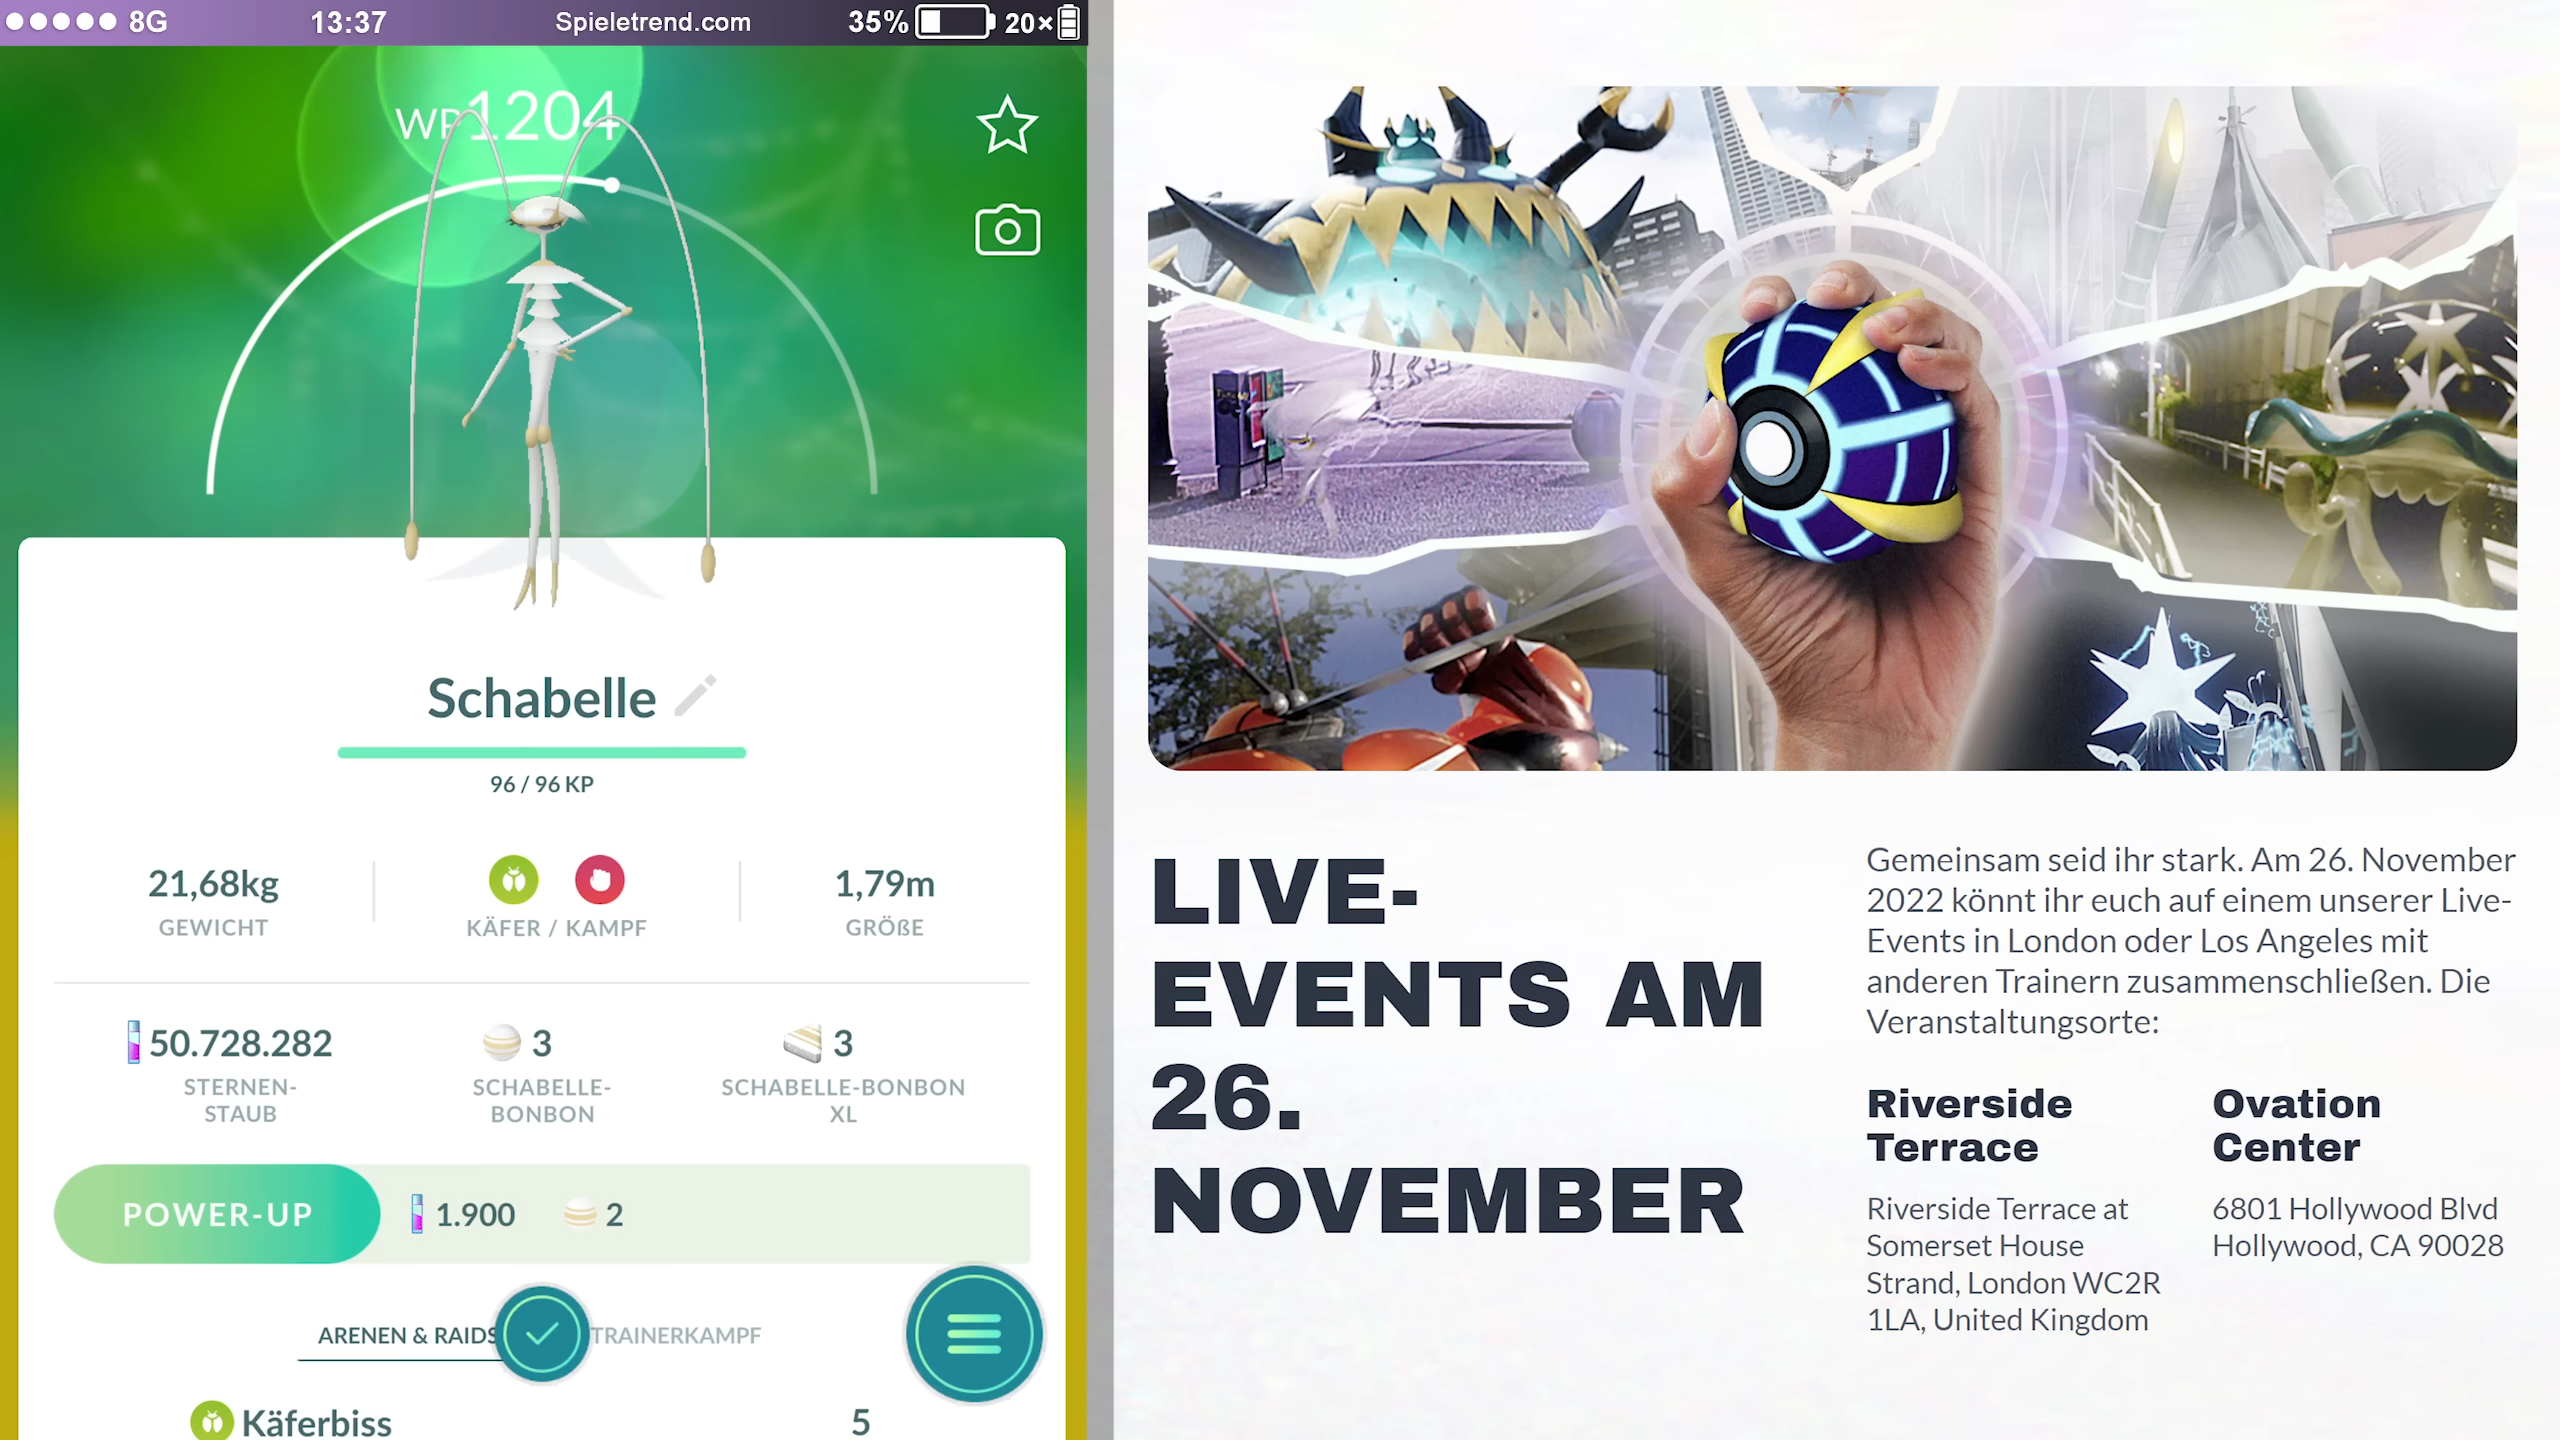 8G 13:37 Spieletrend.com 35% 20×
WP1204
Schabelle
96 / 96 KP
21,68kg
GEWICHT
KÄFER / KAMPF
1,79m
GRÖßE
50.728.282
STERNEN-
STAUB
3
SCHABELLE-
BONBON
3
SCHABELLE-BONBON
XL
POWER-UP 1.900 2
ARENEN & RAIDS TRAINERKAMPF
Käferbiss 5
LIVE-
EVENTS AM
26.
NOVEMBER
Gemeinsam seid ihr stark. Am 26. November
2022 könnt ihr euch auf einem unserer Live-
Events in London oder Los Angeles mit
anderen Trainern zusammenschließen. Die
Veranstaltungsorte:
Riverside
Terrace
Riverside Terrace at
Somerset House
Strand, London WC2R
1LA, United Kingdom
Ovation
Center
6801 Hollywood Blvd
Hollywood, CA 90028